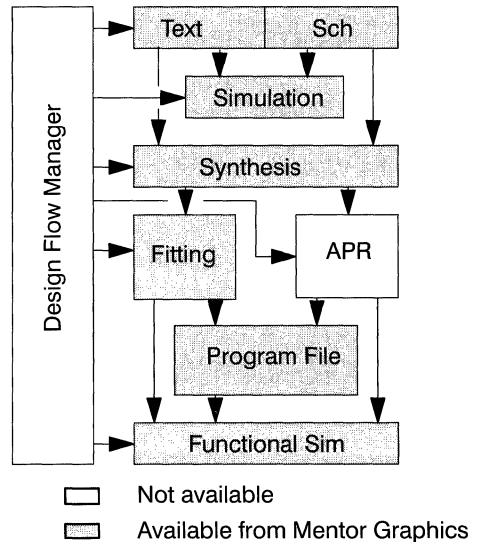 Text Sch
Simulation
Synthesis
Design Flow Manager
Fitting
APR
Program File
Functional Sim
Not available
Available from Mentor Graphics